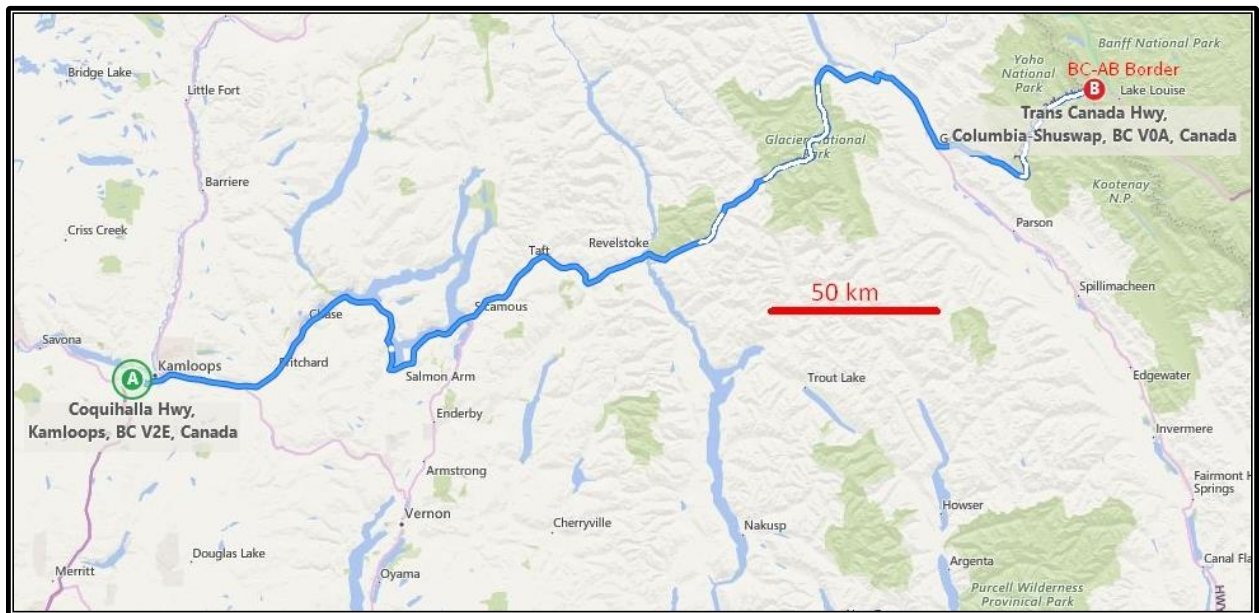 Banff National Park
Bridge Lake
Yoho
National
Park
BC-AB Border
B
Lake Louise
Little Fort
Trans Canada Hwy,
Columbia-Shuswap, BC V0A, Canada
G
Glacier National
Park
Barriere
Kootenay
N.P.
Criss Creek
Parson
Revelstoke
Taft
50 km
Spillimacheen
Sicamous
Chase
Savona
Kamloops
Pritchard
A
Salmon Arm
Trout Lake
Edgewater
Coquihalla Hwy,
Kamloops, BC V2E, Canada
Enderby
Invermere
Armstrong
Fairmont H
Springs
Vernon
Howser
Cherryville
Nakusp
Douglas Lake
Argenta
Canal Fla
Merritt
Oyama
Purcell Wilderness
Provincial Park
HWY